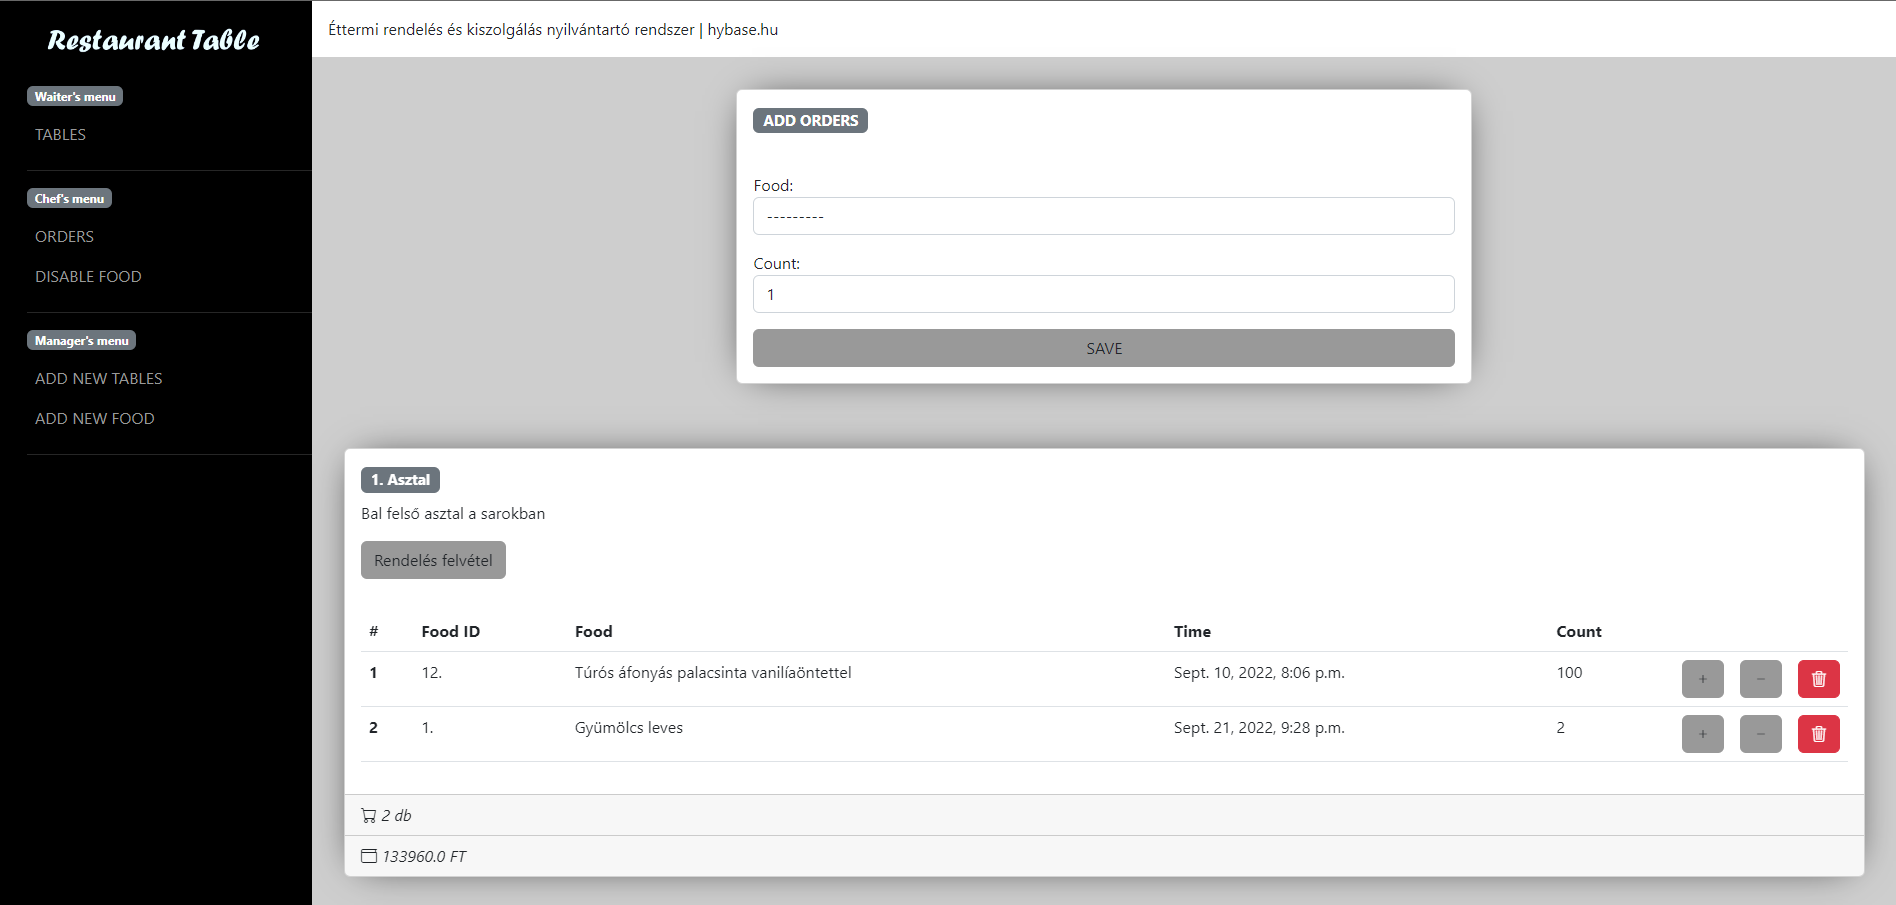 Restaurant Table
Éttermi rendelés és kiszolgálás nyilvántartó rendszer | hybase.hu
Waiter's menu
TABLES
Chef's menu
ORDERS
DISABLE FOOD
Manager's menu
ADD NEW TABLES
ADD NEW FOOD
ADD ORDERS
Food:
---------
Count:
1
SAVE
1. Asztal
Bal felső asztal a sarokban
Rendelés felvétel
# Food ID Food Time Count
1 12. Túrós áfonyás palacsinta vanilíaöntettel Sept. 10, 2022, 8:06 p.m. 100 + −
2 1. Gyümölcs leves Sept. 21, 2022, 9:28 p.m. 2 + −
2 db
133960.0 FT